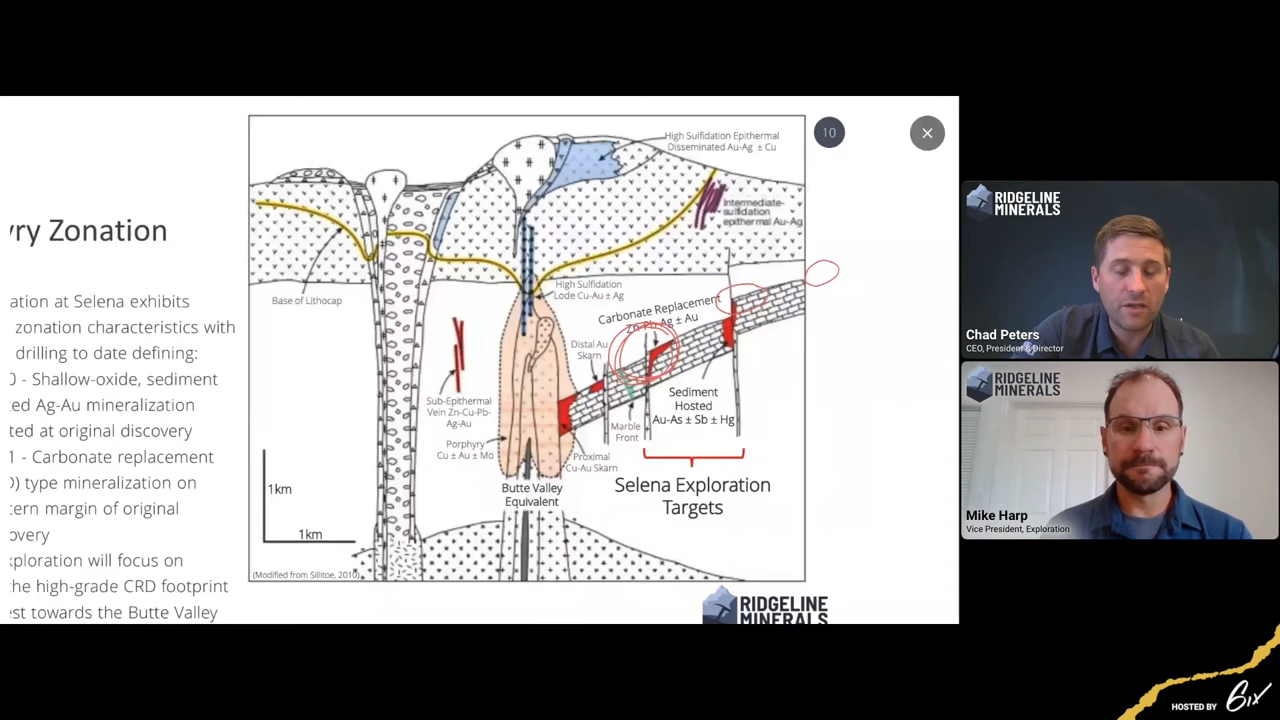 ry Zonation
ation at Selena exhibits
zonation characteristics with
drilling to date defining:
0 - Shallow-oxide, sediment
ted Ag-Au mineralization
ted at original discovery
1 - Carbonate replacement
) type mineralization on
tern margin of original
overy
xploration will focus on
he high-grade CRD footprint
st towards the Butte Valley
High Sulfidation Epithermal
Disseminated Au-Ag ± Cu
Intermediate-
sulfidation
epithermal Au-Ag
Base of Lithocap
High Sulfidation
Lode Cu-Au ± Ag
Carbonate Replacement
Zn-Pb-Ag ± Au
Distal Au
Skarn
Sub-Epithermal
Vein Zn-Cu-Pb-
Ag-Au
Sediment
Hosted
Au-As ± Sb ± Hg
Marble
Front
Porphyry
Cu ± Au ± Mo
Proximal
Cu-Au Skarn
Butte Valley
Equivalent
Selena Exploration
Targets
1km
1km
(Modified from Sillitoe, 2010)
RIDGELINE
MINERALS
10
RIDGELINE
MINERALS
Chad Peters
CEO, President & Director
RIDGELINE
MINERALS
Mike Harp
Vice President, Exploration
HOSTED BY 6ix